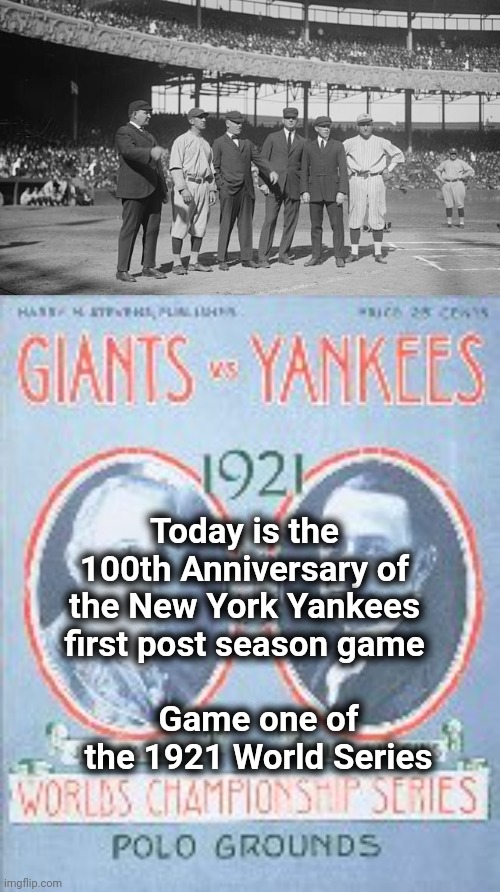 HARRY M. STEVENS, PUBLISHER PRICE 25 CENTS
GIANTS VS YANKEES
1921
Today is the
100th Anniversary of
the New York Yankees
first post season game
Game one of
the 1921 World Series
WORLDS CHAMPIONSHIP SERIES
POLO GROUNDS
imgflip.com